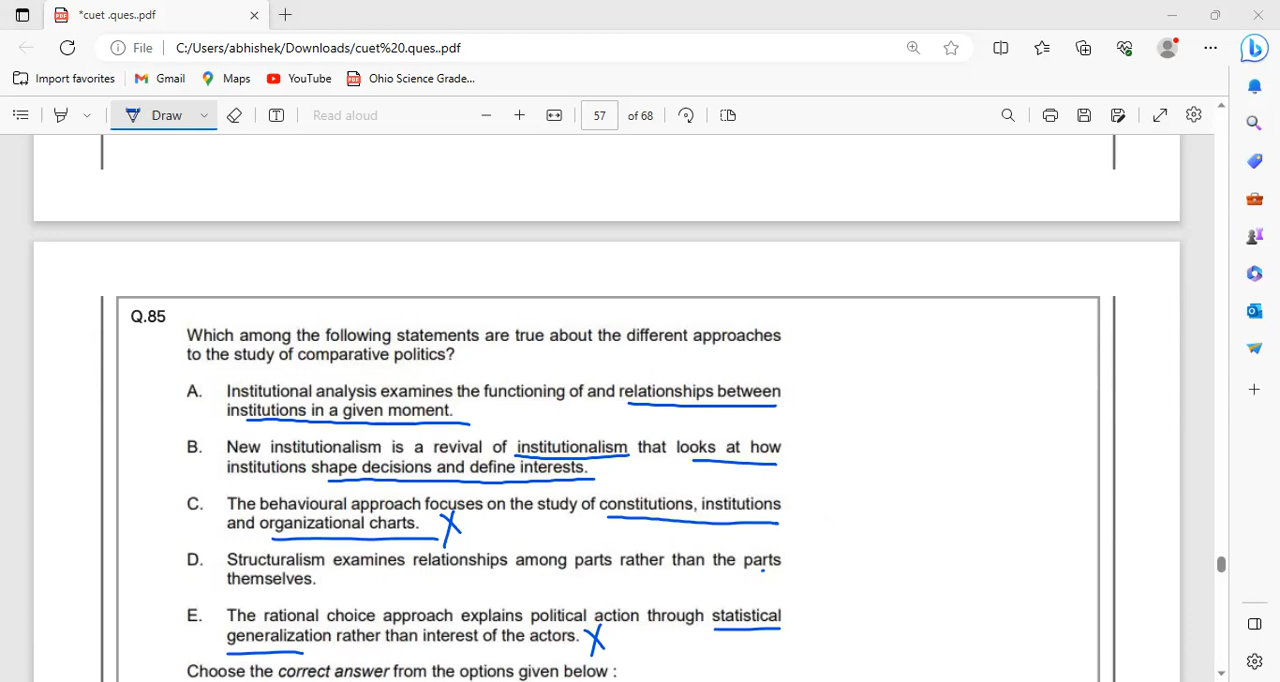 *cuet .ques..pdf
File C:/Users/abhishek/Downloads/cuet%20.ques..pdf
Import favorites Gmail Maps YouTube Ohio Science Grade...
Draw Read aloud 57 of 68
Q.85
Which among the following statements are true about the different approaches
to the study of comparative politics?
A. Institutional analysis examines the functioning of and relationships between
institutions in a given moment.
B. New institutionalism is a revival of institutionalism that looks at how
institutions shape decisions and define interests.
C. The behavioural approach focuses on the study of constitutions, institutions
and organizational charts.
D. Structuralism examines relationships among parts rather than the parts
themselves.
E. The rational choice approach explains political action through statistical
generalization rather than interest of the actors.
Choose the correct answer from the options given below :